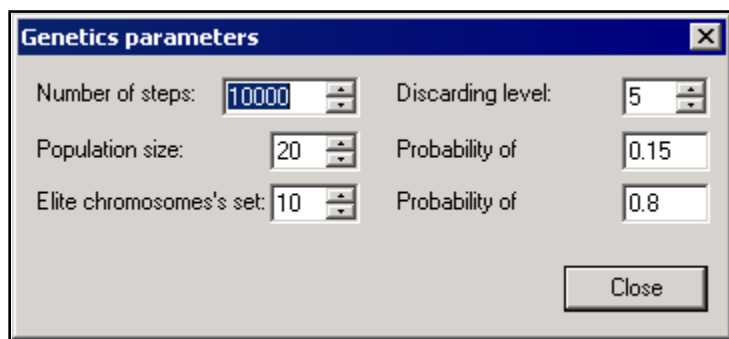 Genetics parameters
Number of steps: 10000 Discarding level: 5
Population size: 20 Probability of 0.15
Elite chromosomes's set: 10 Probability of 0.8
Close